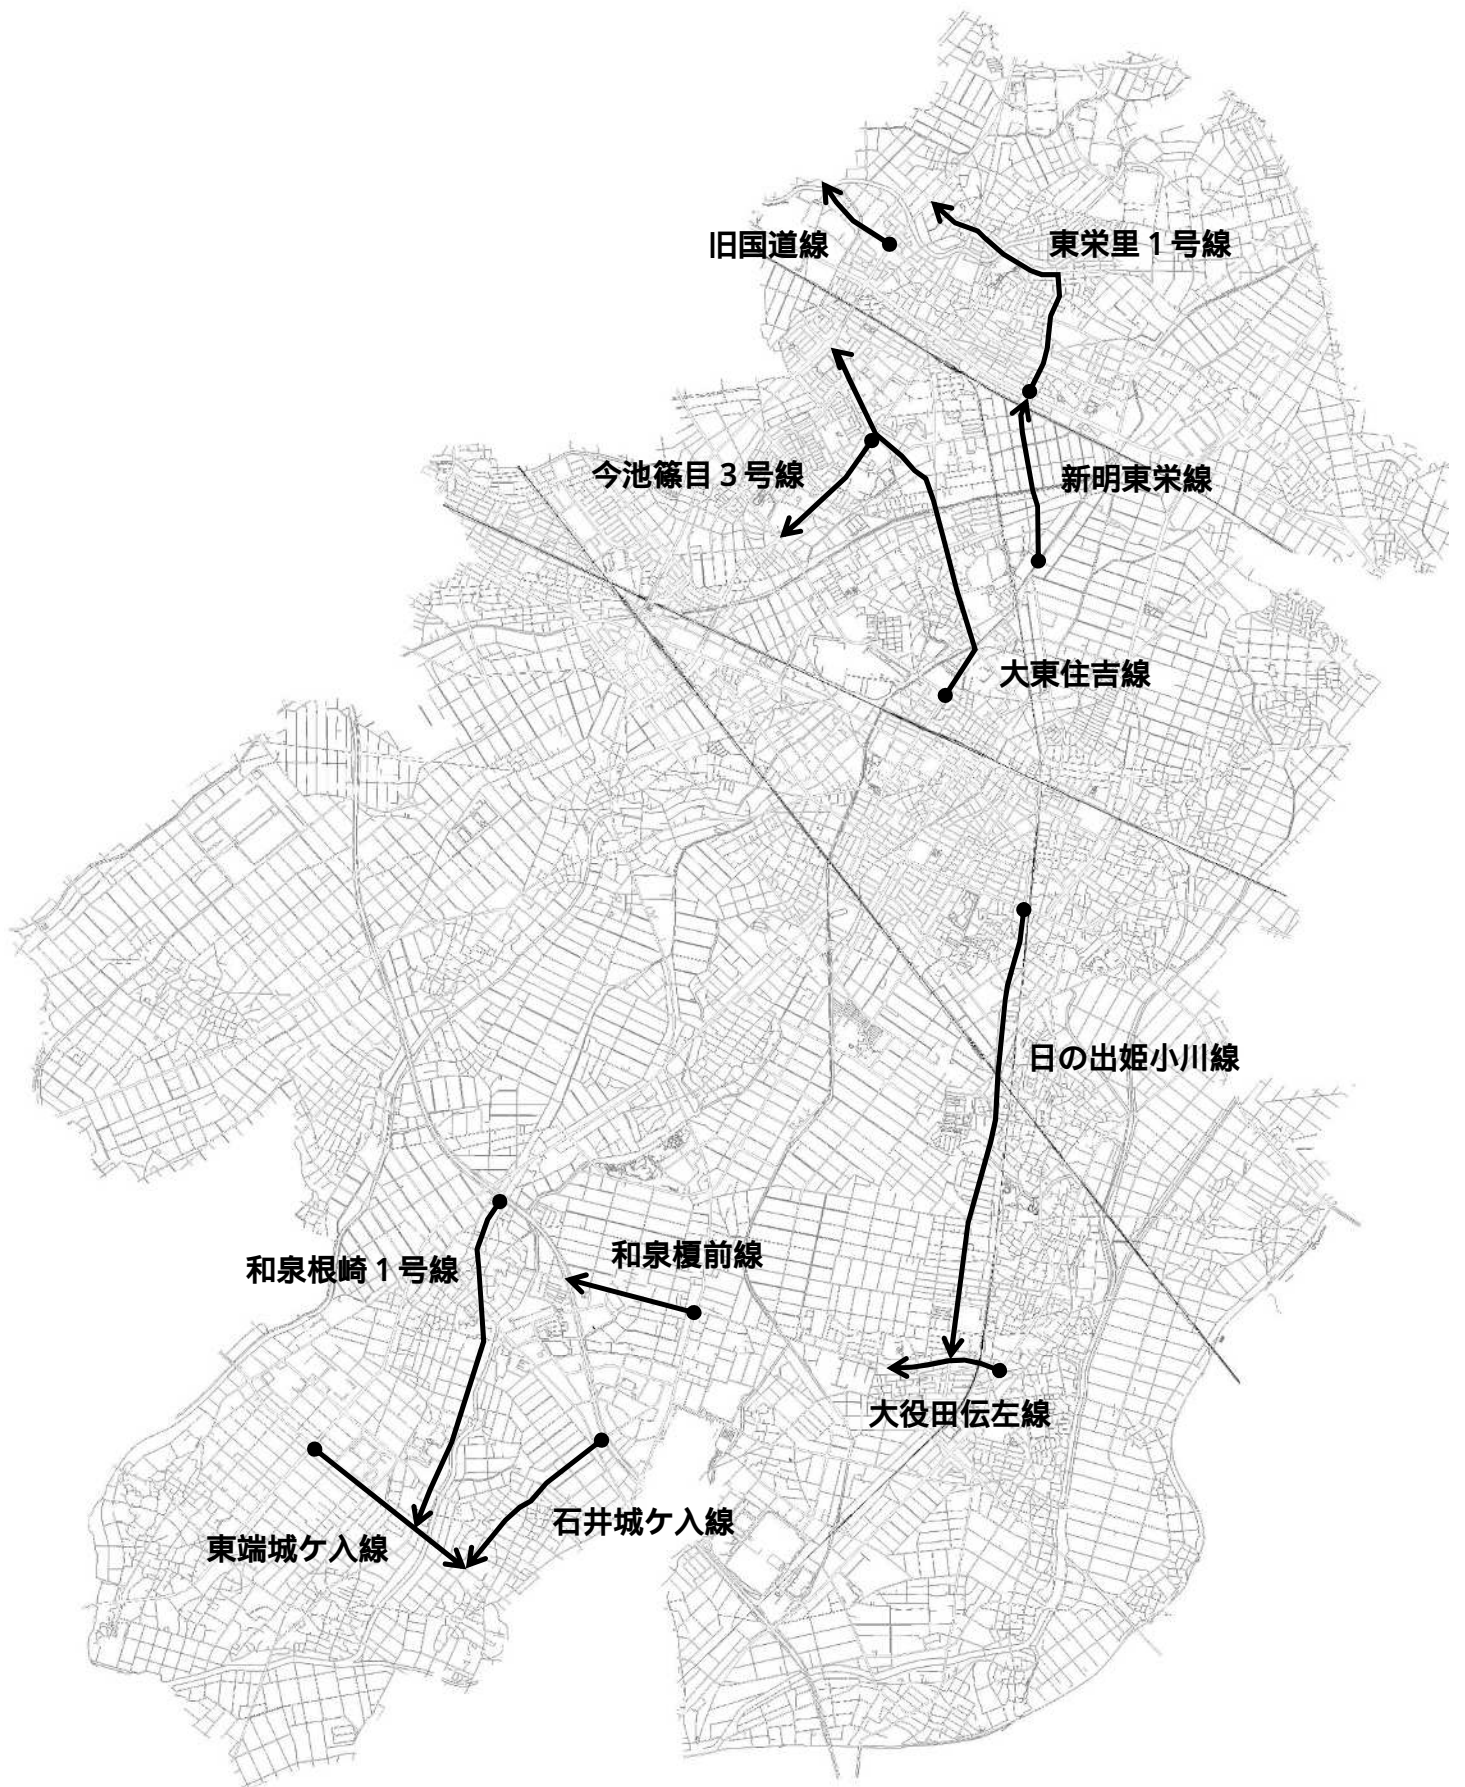 旧国道線
東栄里1号線
今池篠目3号線
新明東栄線
大東住吉線
日の出姫小川線
和泉榎前線
和泉根崎1号線
大役田伝左線
石井城ケ入線
東端城ケ入線